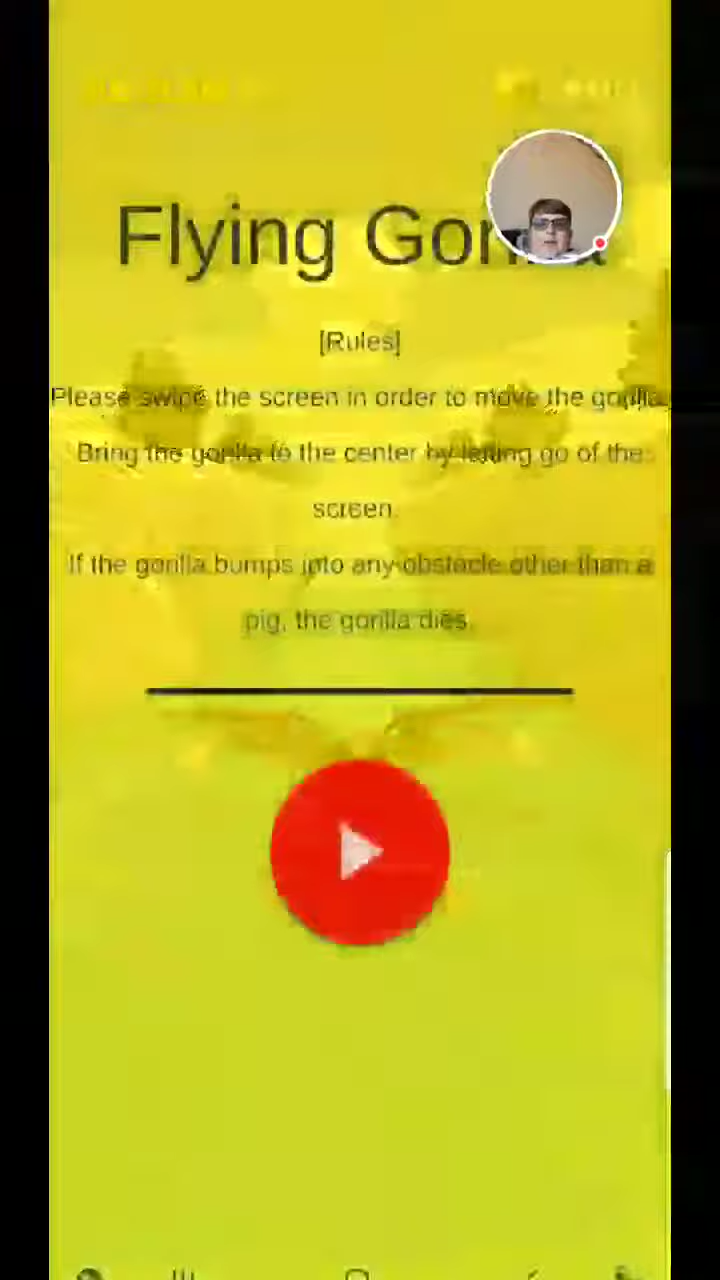 Flying Gorilla
[Rules]
Please swipe the screen in order to move the gorilla.
Bring the gorilla to the center by letting go of the
screen.
If the gorilla bumps into any obstacle other than a
pig, the gorilla dies.